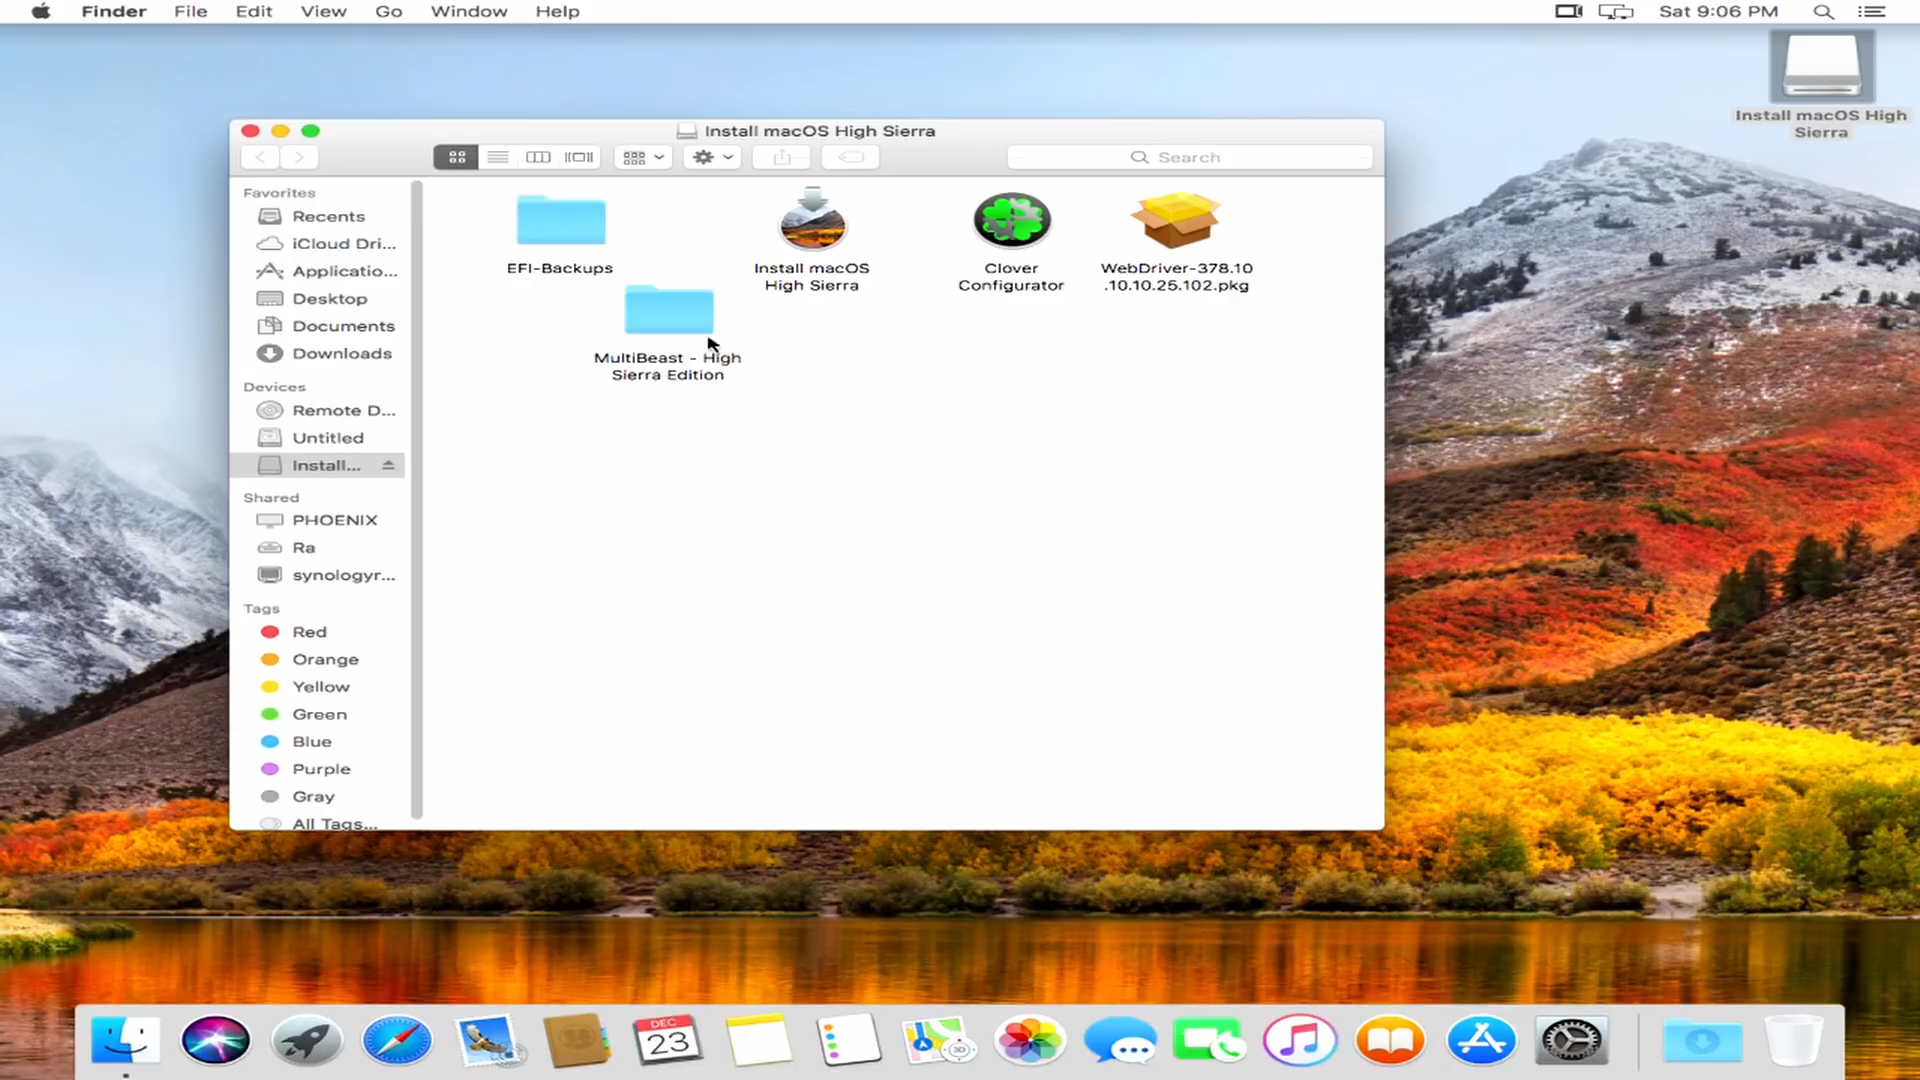 Finder File Edit View Go Window Help
Sat 9:06 PM
Install macOS High
Sierra
Install macOS High Sierra
Search
Favorites
Recents
iCloud Dri...
Applicatio...
Desktop
Documents
Downloads
Devices
Remote D...
Untitled
Install...
Shared
PHOENIX
Ra
synologyr...
Tags
Red
Orange
Yellow
Green
Blue
Purple
Gray
All Tags...
EFI-Backups
Install macOS
High Sierra
Clover
Configurator
WebDriver-378.10
.10.10.25.102.pkg
MultiBeast - High
Sierra Edition
DEC
23
3D